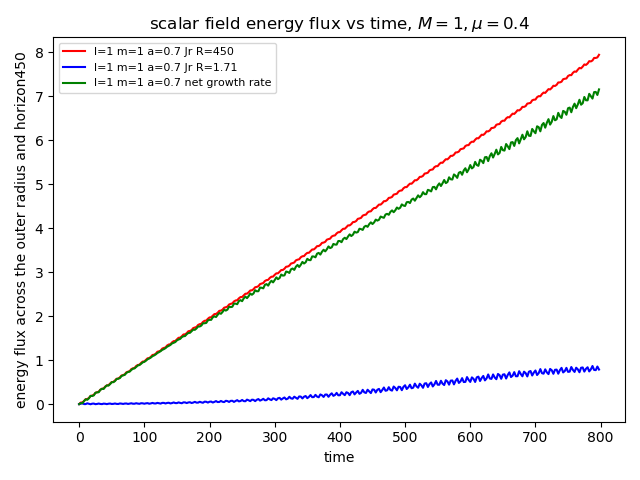 scalar field energy flux vs time, M = 1, μ = 0.4
l=1 m=1 a=0.7 Jr R=450
l=1 m=1 a=0.7 Jr R=1.71
l=1 m=1 a=0.7 net growth rate
energy flux across the outer radius and horizon450
8
7
6
5
4
3
2
1
0
0 100 200 300 400 500 600 700 800
time